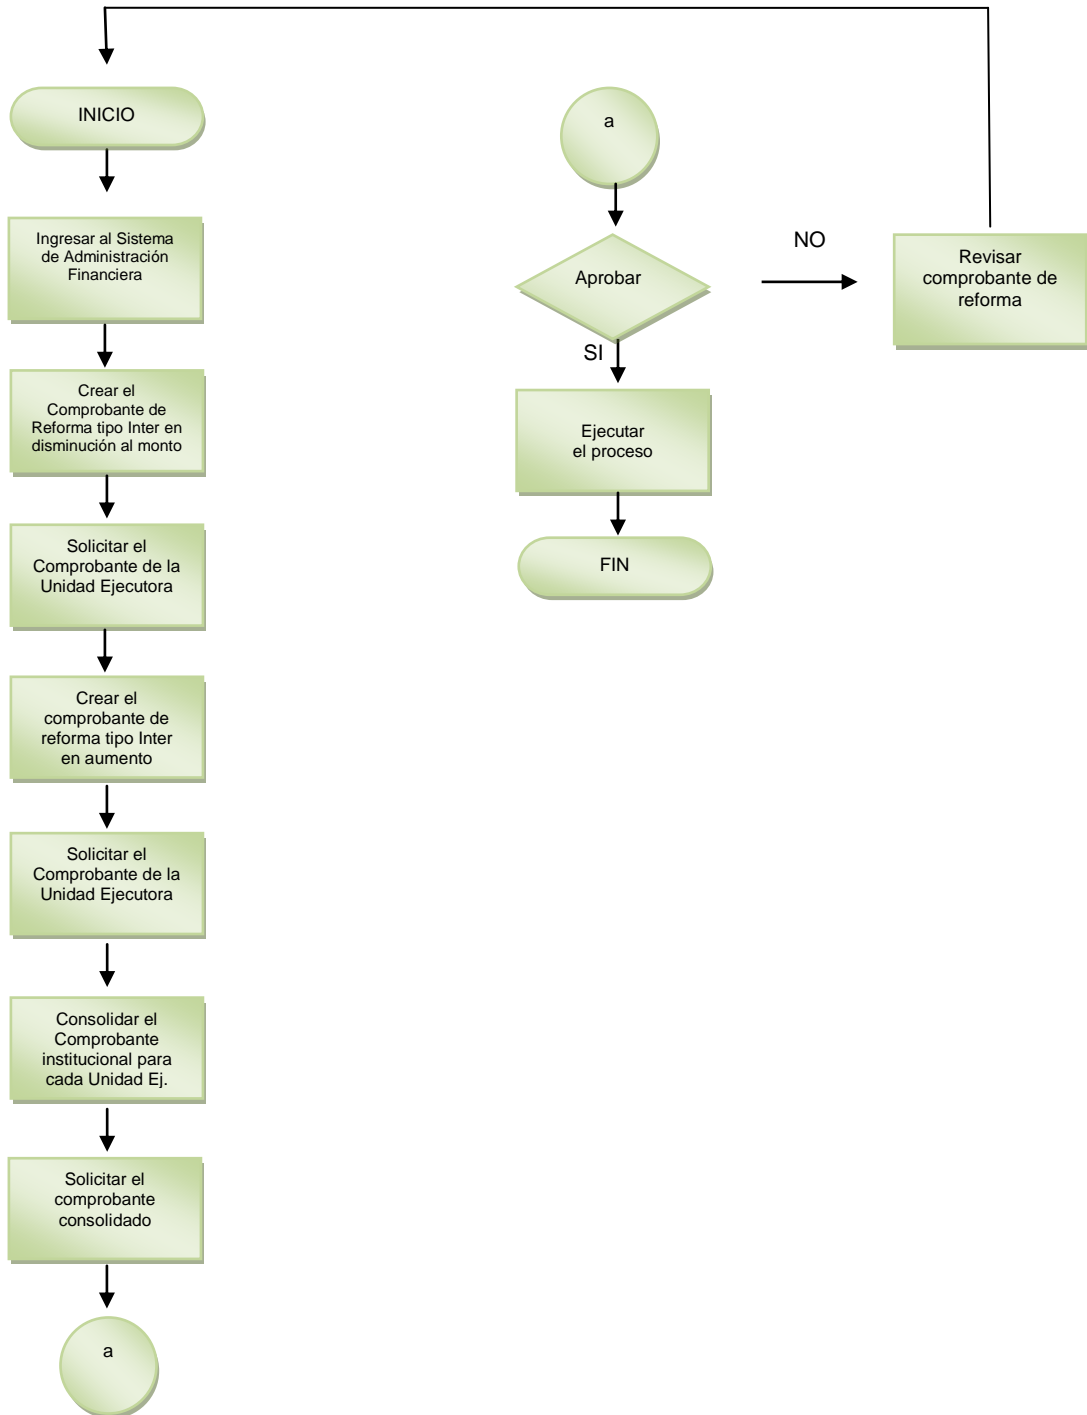 INICIO
Ingresar al Sistema
de Administración
Financiera
Crear el
Comprobante de
Reforma tipo Inter en
disminución al monto
Solicitar el
Comprobante de la
Unidad Ejecutora
Crear el
comprobante de
reforma tipo Inter
en aumento
Solicitar el
Comprobante de la
Unidad Ejecutora
Consolidar el
Comprobante
institucional para
cada Unidad Ej.
Solicitar el
comprobante
consolidado
a
a
Aprobar
NO
Revisar
comprobante de
reforma
SI
Ejecutar
el proceso
FIN